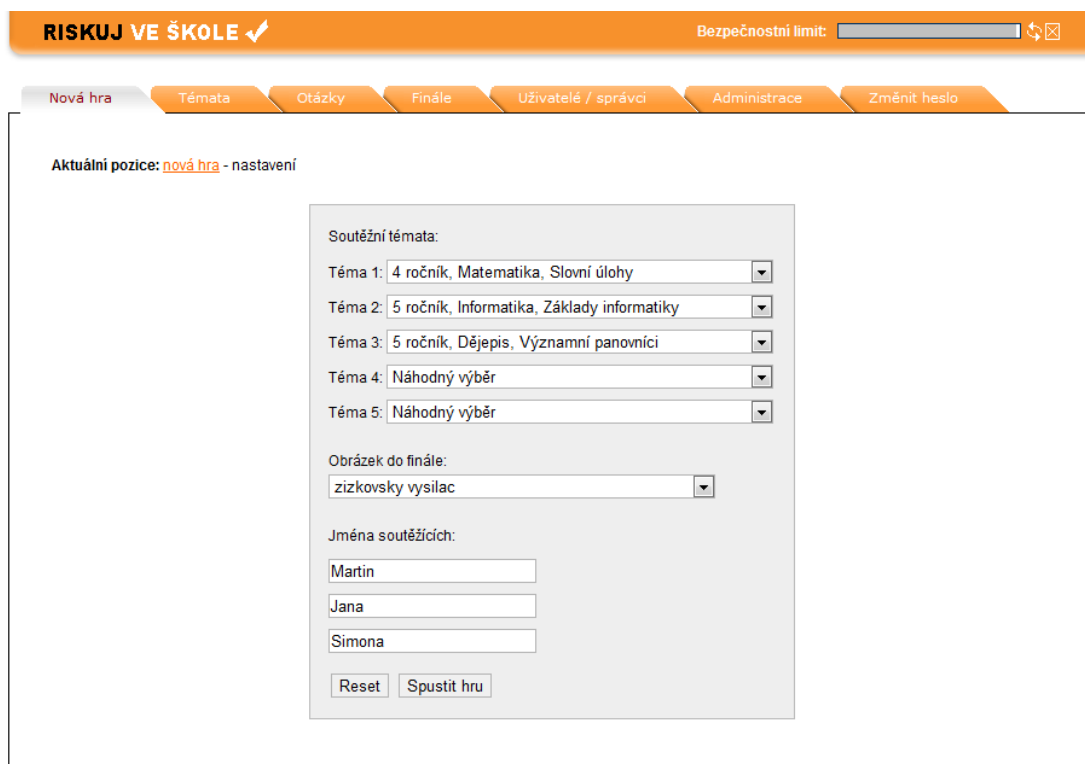 RISKUJ VE ŠKOLE
Bezpečnostní limit:
Nová hra Témata Otázky Finále Uživatelé / správci Administrace Změnit heslo
Aktuální pozice: nová hra - nastavení
Soutěžní témata:
Téma 1: 4 ročník, Matematika, Slovní úlohy
Téma 2: 5 ročník, Informatika, Základy informatiky
Téma 3: 5 ročník, Dějepis, Významní panovníci
Téma 4: Náhodný výběr
Téma 5: Náhodný výběr
Obrázek do finále:
zizkovsky vysilac
Jména soutěžících:
Martin
Jana
Simona
Reset Spustit hru